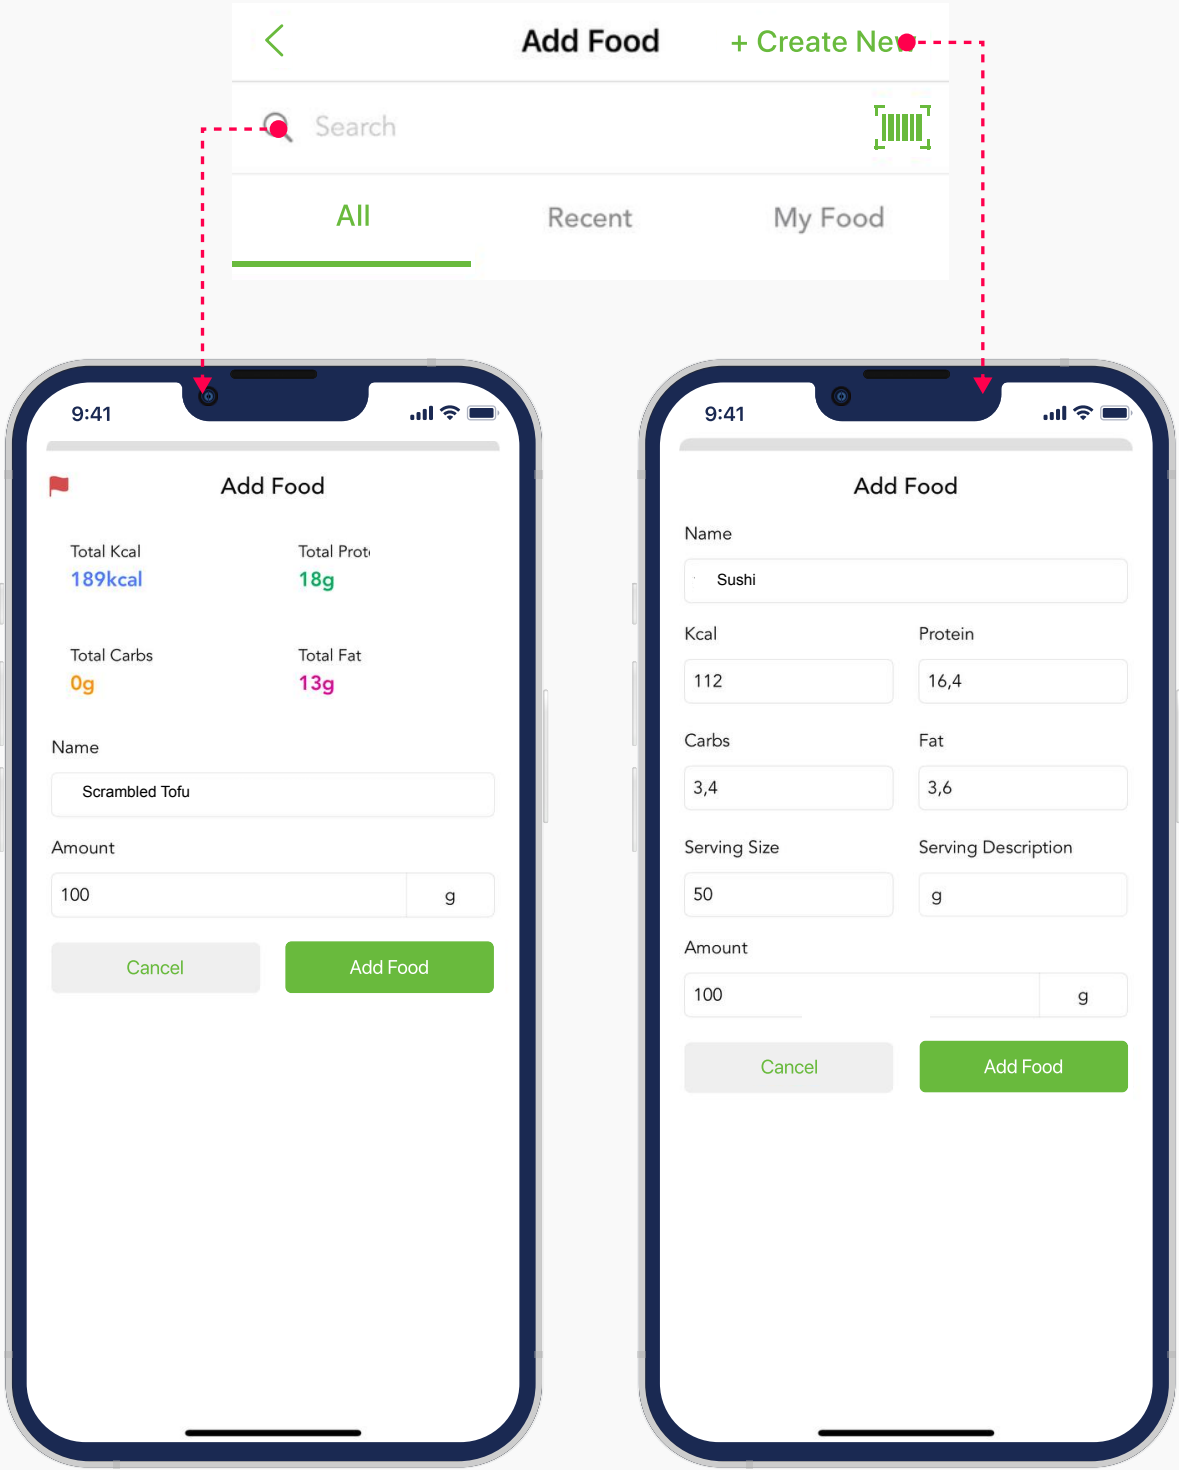 Add Food
+ Create New
Search
All Recent My Food
9:41
Add Food
Total Kcal Total Prot
189kcal 18g
Total Carbs Total Fat
0g 13g
Name
Scrambled Tofu
Amount
100 g
Cancel Add Food
9:41
Add Food
Name
Sushi
Kcal Protein
112 16,4
Carbs Fat
3,4 3,6
Serving Size Serving Description
50 g
Amount
100 g
Cancel Add Food